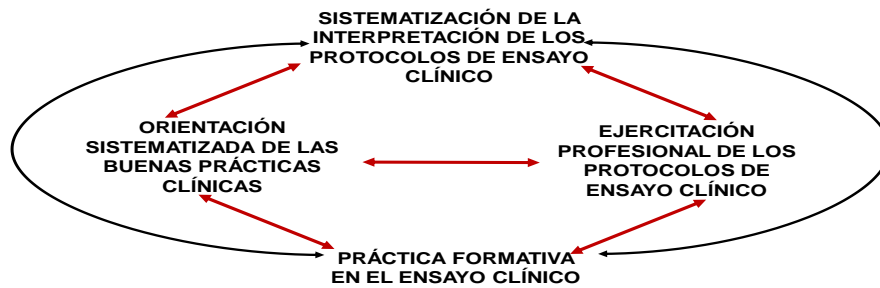 SISTEMATIZACIÓN DE LA
INTERPRETACIÓN DE LOS
PROTOCOLOS DE ENSAYO
CLÍNICO
ORIENTACIÓN
SISTEMATIZADA DE LAS
BUENAS PRÁCTICAS
CLÍNICAS
EJERCITACIÓN
PROFESIONAL DE LOS
PROTOCOLOS DE
ENSAYO CLÍNICO
PRÁCTICA FORMATIVA
EN EL ENSAYO CLÍNICO